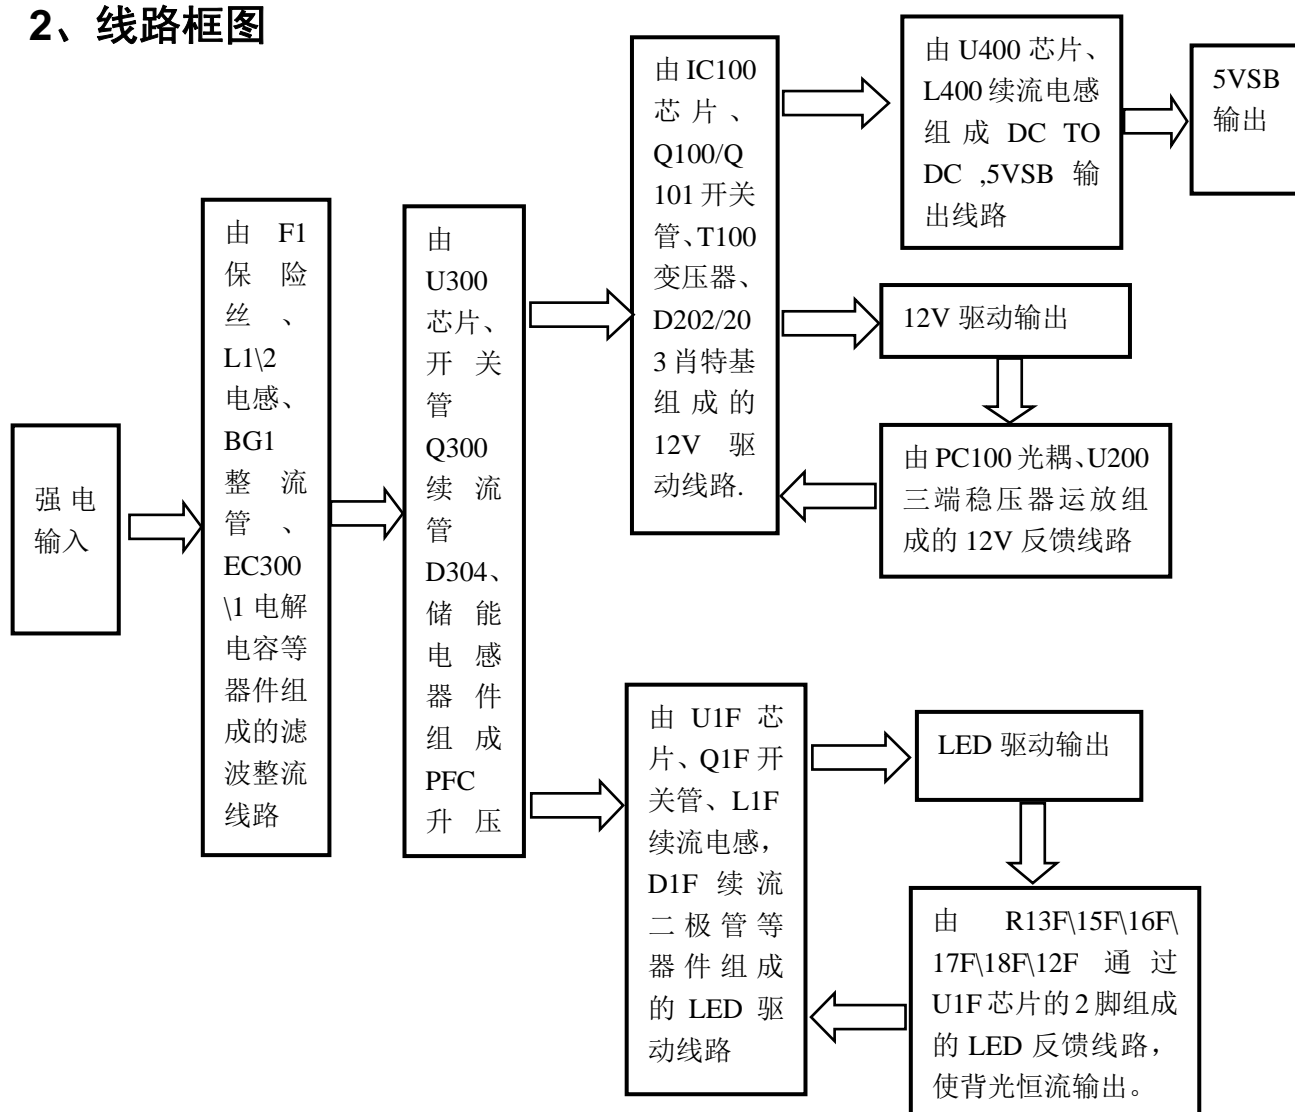 2、线路框图
强电
输入
由 F1
保险
丝、
L1\2
电感、
BG1
整流
管、
EC300
\1 电解
电容等
器件组
成的滤
波整流
线路
由
U300
芯片、
开关
管
Q300
续流
管
D304、
储能
电感
器件
组成
PFC
升压
由 IC100
芯片、
Q100/Q
101 开关
管、T100
变压器、
D202/20
3 肖特基
组成的
12V 驱
动线路.
由 U400 芯片、
L400 续流电感
组成 DC TO
DC ,5VSB 输
出线路
5VSB
输出
12V 驱动输出
由 PC100 光耦、U200
三端稳压器运放组
成的 12V 反馈线路
由 U1F 芯
片、Q1F 开
关管、L1F
续流电感，
D1F 续流
二极管等
器件组成
的 LED 驱
动线路
LED 驱动输出
由 R13F\15F\16F\
17F\18F\12F 通过
U1F 芯片的 2 脚组成
的 LED 反馈线路，
使背光恒流输出。